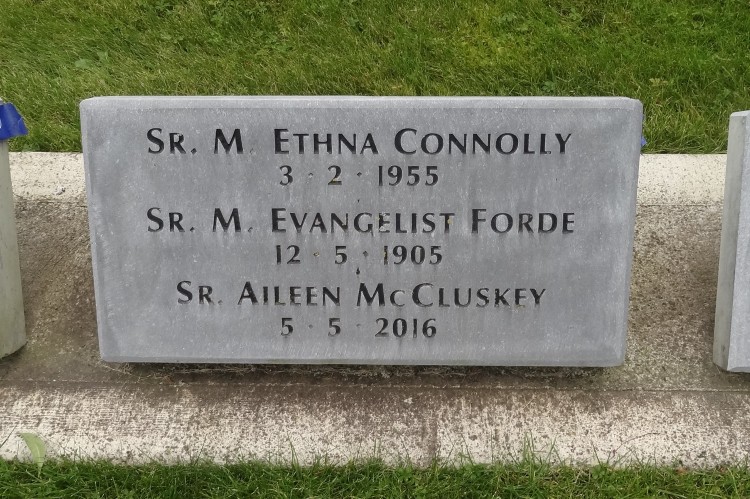 Sr. M. Ethna Connolly
3 · 2 · 1955
Sr. M. Evangelist Forde
12 · 5 · 1905
Sr. Aileen McCluskey
5 · 5 · 2016